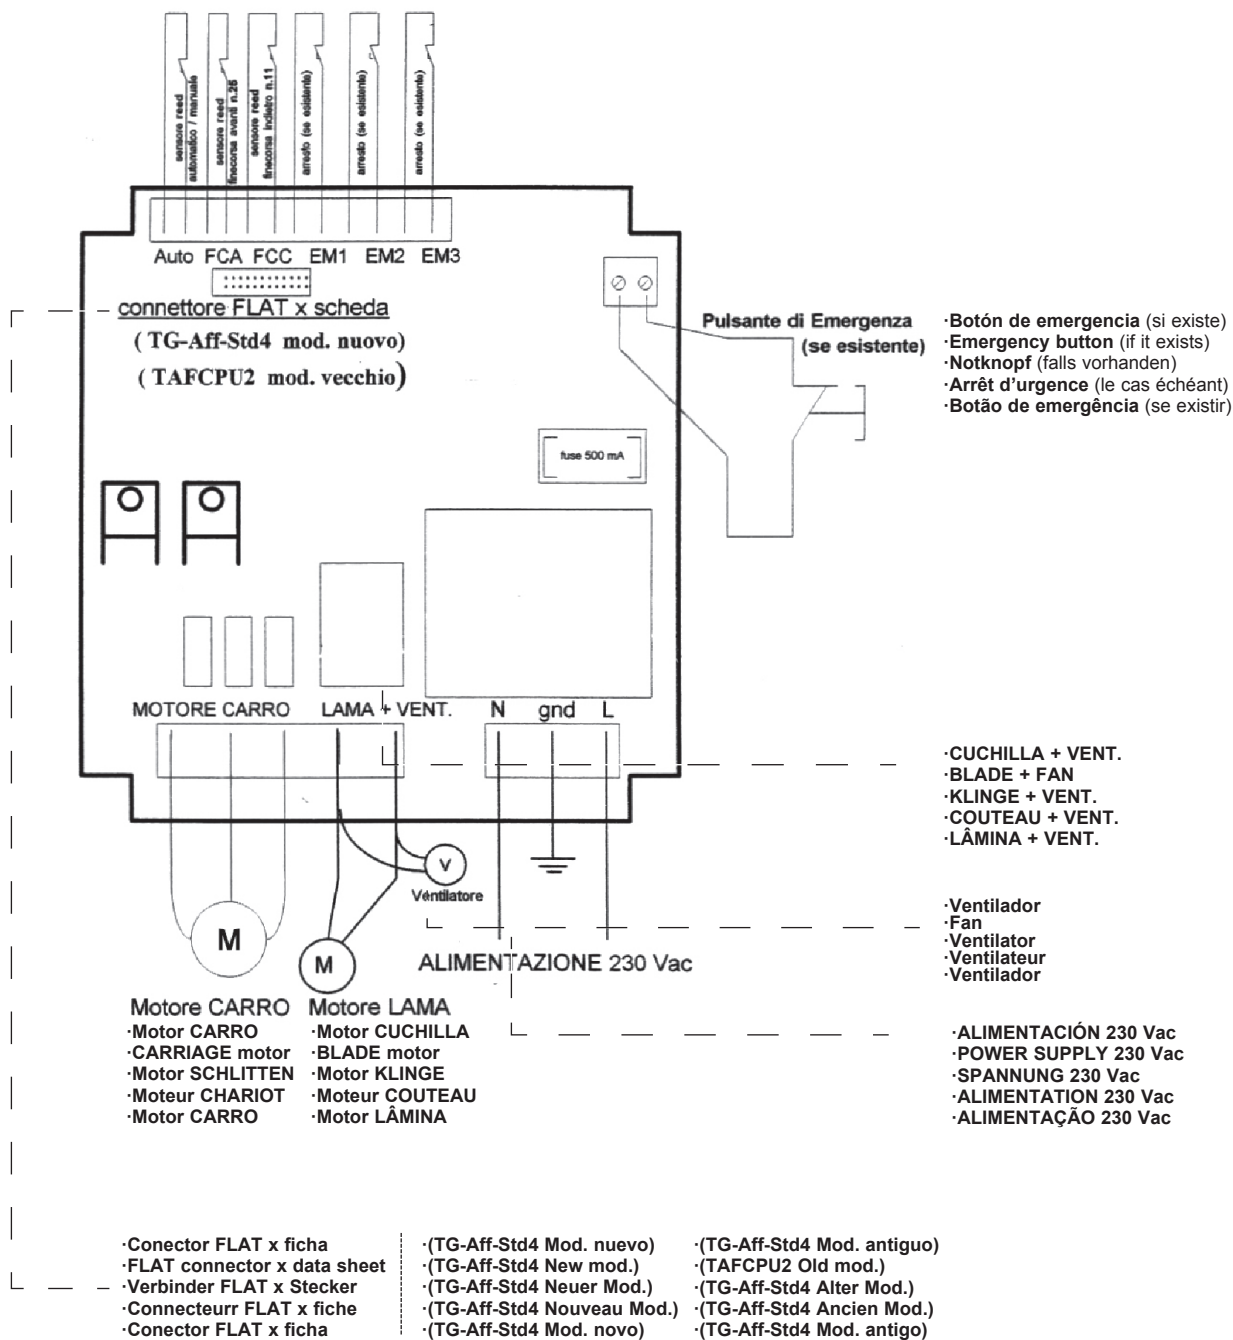 sensore reed
automatico / manuale
sensore reed
finecorsa avanti n.25
sensore reed
finecorsa indietro n.11
arresto (se esistente)
arresto (se esistente)
arresto (se esistente)
Auto FCA FCC EM1 EM2 EM3
connettore FLAT x scheda
( TG-Aff-Std4 mod. nuovo)
( TAFCPU2 mod. vecchio)
Pulsante di Emergenza
(se esistente)
·Botón de emergencia (si existe)
·Emergency button (if it exists)
·Notknopf (falls vorhanden)
·Arrêt d'urgence (le cas échéant)
·Botão de emergência (se existir)
fuse 500 mA
MOTORE CARRO LAMA + VENT. N gnd L
·CUCHILLA + VENT.
·BLADE + FAN
·KLINGE + VENT.
·COUTEAU + VENT.
·LÂMINA + VENT.
V
Ventilatore
·Ventilador
·Fan
·Ventilator
·Ventilateur
·Ventilador
M
M
ALIMENTAZIONE 230 Vac
Motore CARRO
·Motor CARRO
·CARRIAGE motor
·Motor SCHLITTEN
·Moteur CHARIOT
·Motor CARRO
Motore LAMA
·Motor CUCHILLA
·BLADE motor
·Motor KLINGE
·Moteur COUTEAU
·Motor LÂMINA
·ALIMENTACIÓN 230 Vac
·POWER SUPPLY 230 Vac
·SPANNUNG 230 Vac
·ALIMENTATION 230 Vac
·ALIMENTAÇÃO 230 Vac
·Conector FLAT x ficha
·FLAT connector x data sheet
·Verbinder FLAT x Stecker
·Connecteurr FLAT x fiche
·Conector FLAT x ficha
·(TG-Aff-Std4 Mod. nuevo)
·(TG-Aff-Std4 New mod.)
·(TG-Aff-Std4 Neuer Mod.)
·(TG-Aff-Std4 Nouveau Mod.)
·(TG-Aff-Std4 Mod. novo)
·(TG-Aff-Std4 Mod. antiguo)
·(TAFCPU2 Old mod.)
·(TG-Aff-Std4 Alter Mod.)
·(TG-Aff-Std4 Ancien Mod.)
·(TG-Aff-Std4 Mod. antigo)